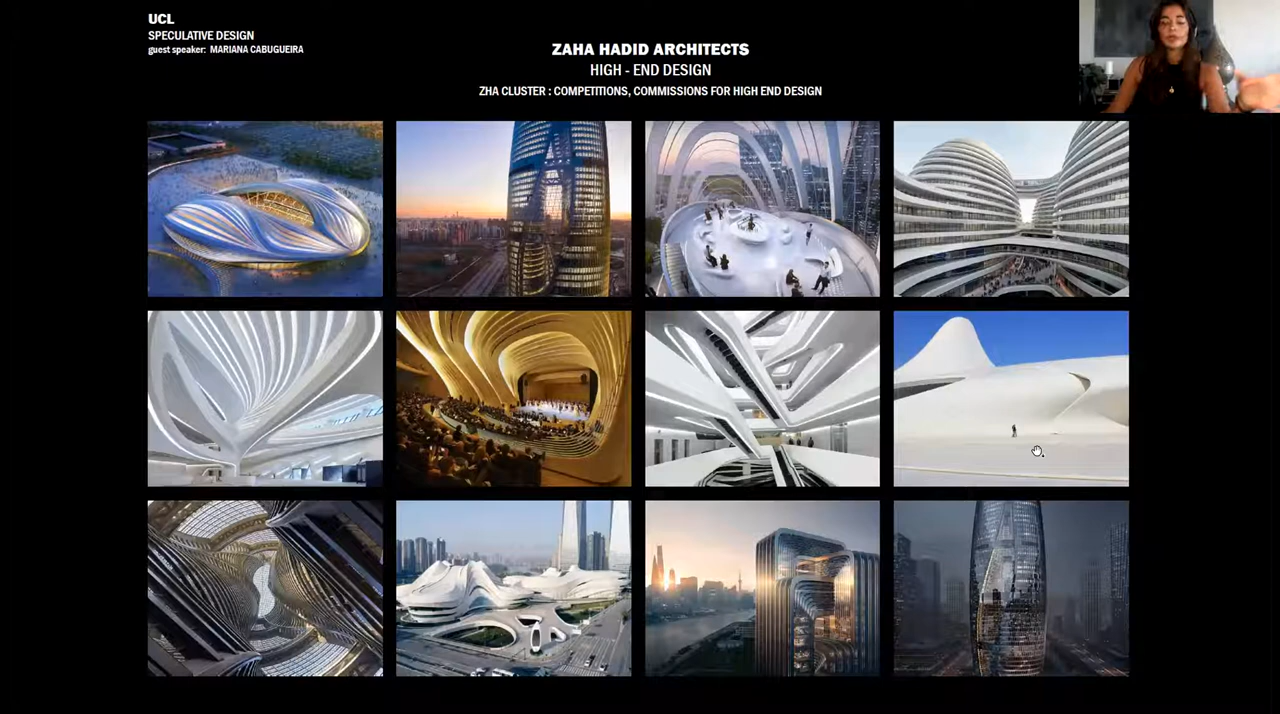 UCL
SPECULATIVE DESIGN
guest speaker: MARIANA CABUGUEIRA
ZAHA HADID ARCHITECTS
HIGH - END DESIGN
ZHA CLUSTER : COMPETITIONS, COMMISSIONS FOR HIGH END DESIGN